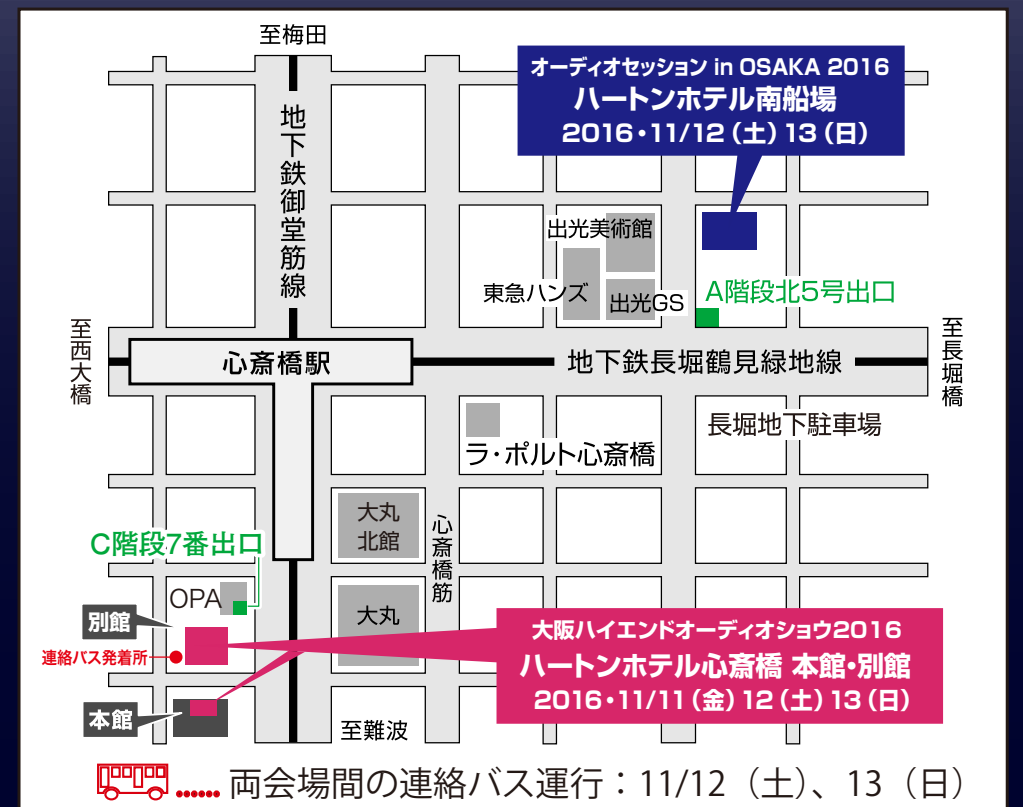 至梅田
オーディオセッション in OSAKA 2016
ハートンホテル南船場
2016・11/12（土）13（日）
地下鉄御堂筋線
出光美術館
東急ハンズ
出光GS
A階段北5号出口
至西大橋
心斎橋駅
地下鉄長堀鶴見緑地線
至長堀橋
長堀地下駐車場
ラ・ポルト心斎橋
大丸
北館
心斎橋筋
C階段7番出口
OPA
大丸
別館
連絡バス発着所
大阪ハイエンドオーディオショウ2016
ハートンホテル心斎橋 本館・別館
2016・11/11（金）12（土）13（日）
本館
至難波
...... 両会場間の連絡バス運行：11/12（土）、13（日）